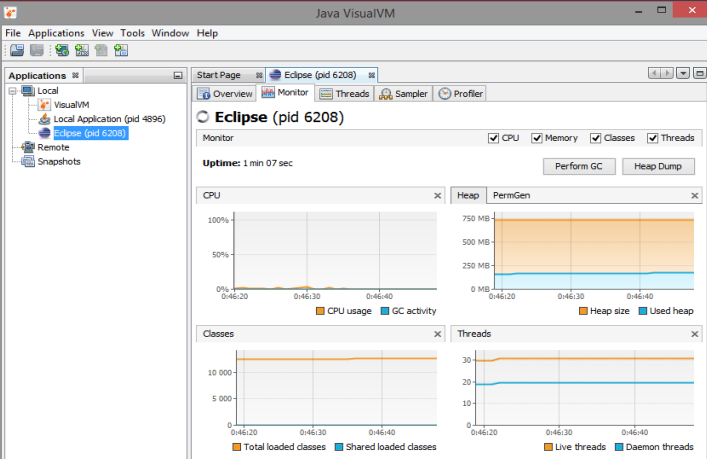 Java VisualVM
File Applications View Tools Window Help
Applications
Local
VisualVM
Local Application (pid 4896)
Eclipse (pid 6208)
Remote
Snapshots
Start Page
Eclipse (pid 6208)
Overview Monitor Threads Sampler Profiler
Eclipse (pid 6208)
Monitor CPU Memory Classes Threads
Uptime: 1 min 07 sec
Perform GC Heap Dump
CPU
100%
50%
0%
0:46:20 0:46:30 0:46:40
CPU usage GC activity
Heap PermGen
750 MB
500 MB
250 MB
0 MB
0:46:20 0:46:30 0:46:40
Heap size Used heap
Classes
10 000
5 000
0
0:46:20 0:46:30 0:46:40
Total loaded classes Shared loaded classes
Threads
30
20
10
0
0:46:20 0:46:30 0:46:40
Live threads Daemon threads